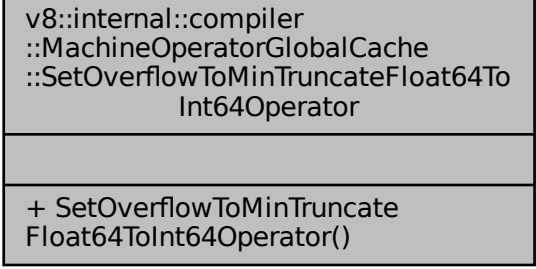 v8::internal::compiler
::MachineOperatorGlobalCache
::SetOverflowToMinTruncateFloat64To
Int64Operator
+ SetOverflowToMinTruncate
Float64ToInt64Operator()